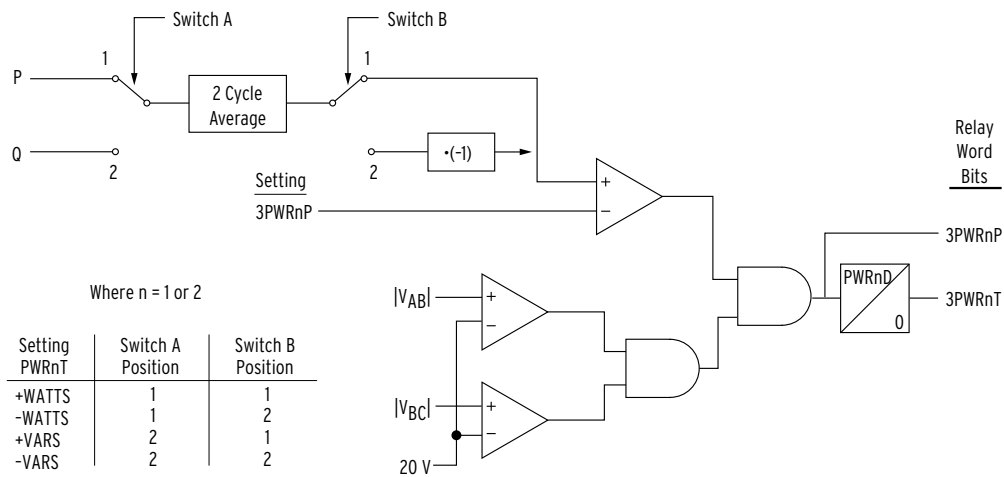 Switch A
Switch B
P
1
1
2 Cycle
Average
Q
2
2
•(-1)
Relay
Word
Bits
Setting
3PWRnP
+
−
3PWRnP
PWRnD
0
3PWRnT
Where n = 1 or 2
|VAB|
+
−
|VBC|
+
−
20 V
Setting PWRnT | Switch A Position | Switch B Position
+WATTS 1 1
-WATTS 1 2
+VARS 2 1
-VARS 2 2